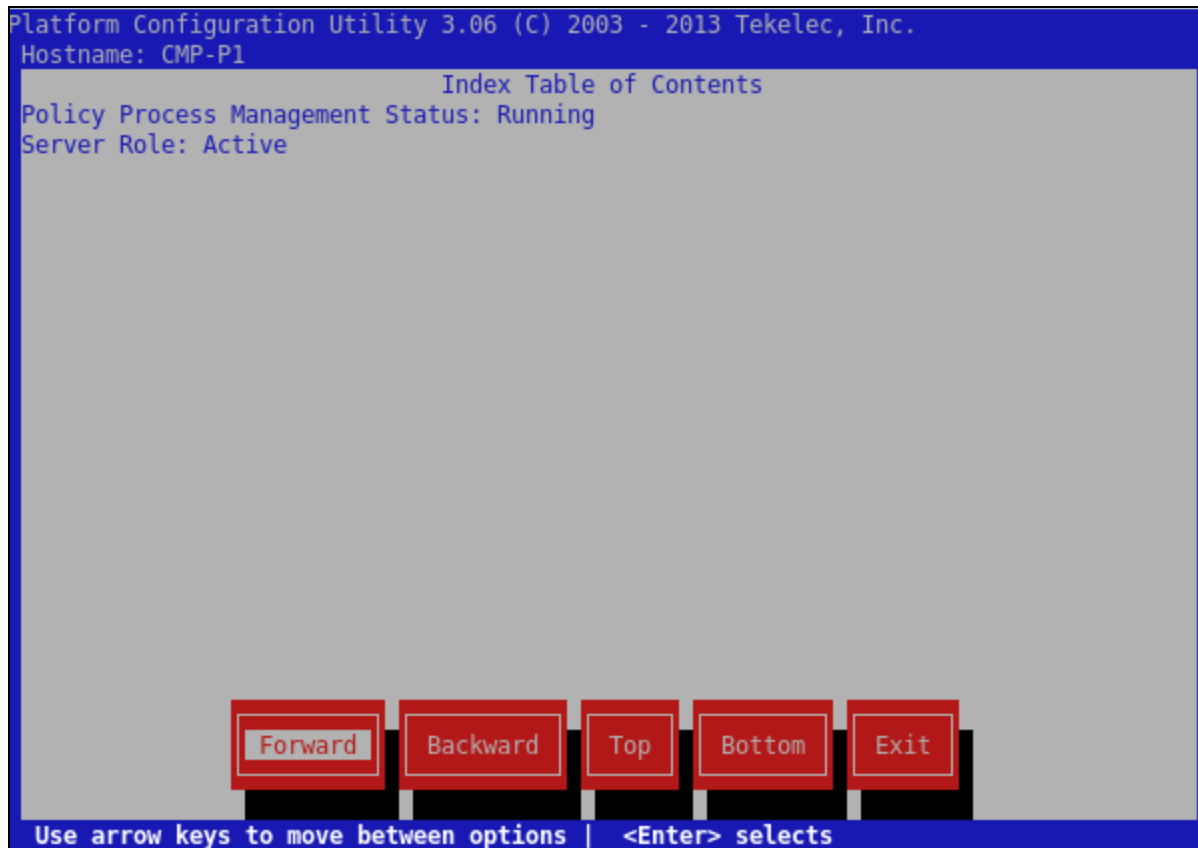 Platform Configuration Utility 3.06 (C) 2003 - 2013 Tekelec, Inc.
Hostname: CMP-P1
Index Table of Contents
Policy Process Management Status: Running
Server Role: Active
Forward Backward Top Bottom Exit
Use arrow keys to move between options | <Enter> selects